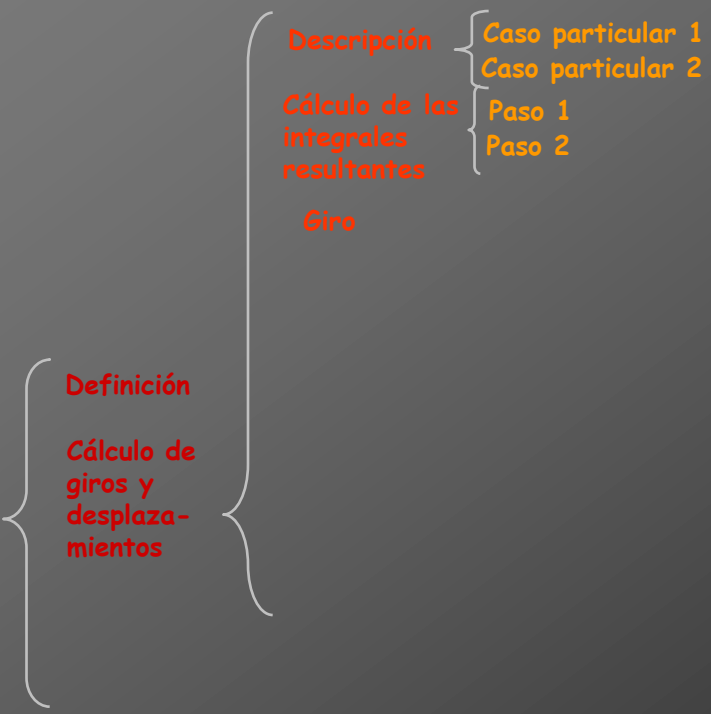 Descripción
Caso particular 1
Caso particular 2
Cálculo de las
integrales
resultantes
Paso 1
Paso 2
Giro
Definición
Cálculo de
giros y
desplaza-
mientos